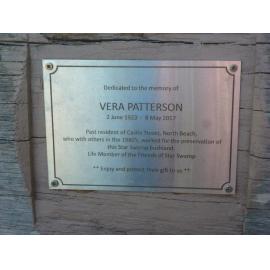 Dedicated to the memory of
VERA PATTERSON
2 June 1923 - 8 May 2017
Past resident of Castle Street, North Beach,
who with others in the 1980's, worked for the preservation of
this Star Swamp bushland.
Life Member of the Friends of Star Swamp
** Enjoy and protect their gift to us **